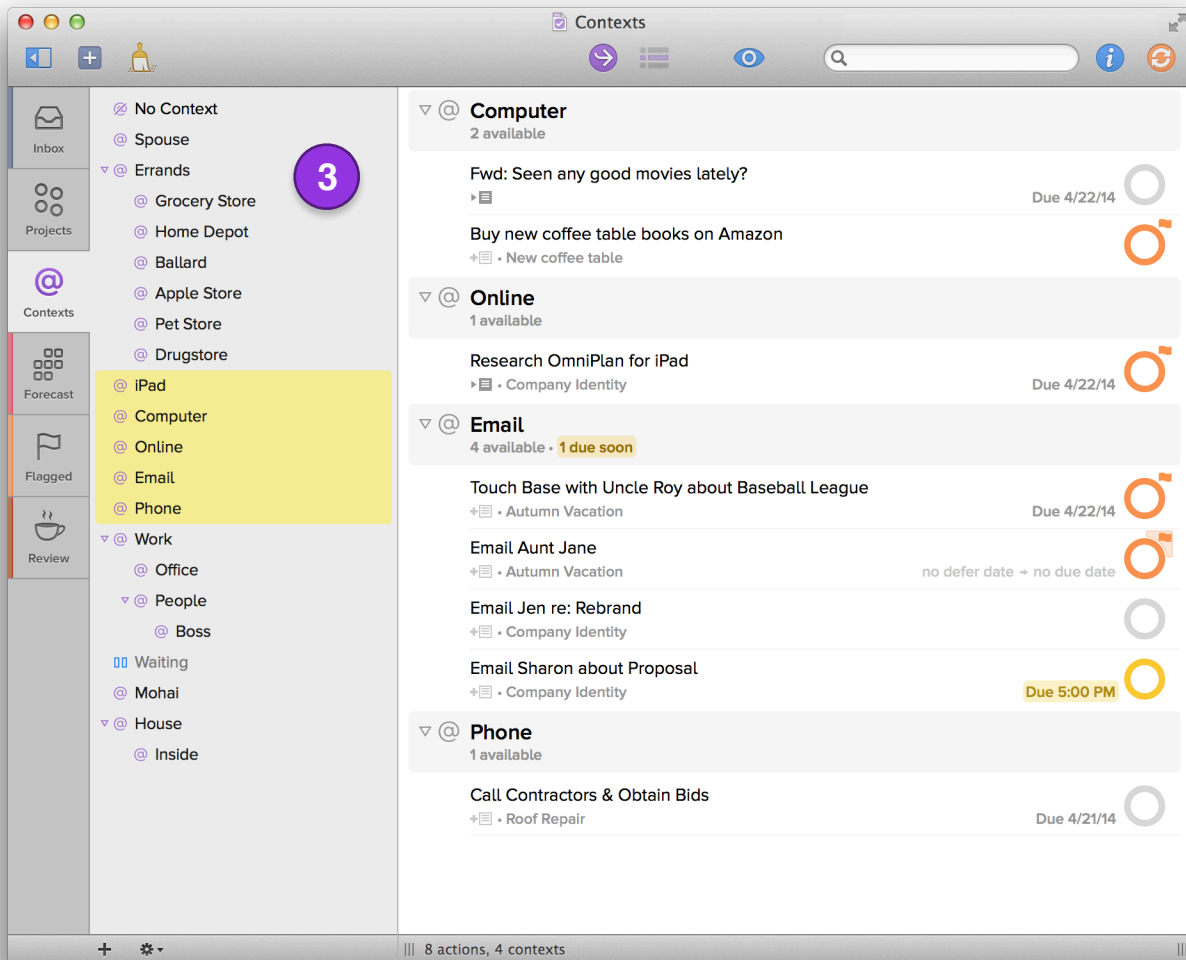 Contexts
Inbox
Projects
Contexts
Forecast
Flagged
Review
No Context
Spouse
Errands
Grocery Store
Home Depot
Ballard
Apple Store
Pet Store
Drugstore
iPad
Computer
Online
Email
Phone
Work
Office
People
Boss
Waiting
Mohai
House
Inside
3
Computer
2 available
Fwd: Seen any good movies lately?
Due 4/22/14
Buy new coffee table books on Amazon
• New coffee table
Online
1 available
Research OmniPlan for iPad
• Company Identity Due 4/22/14
Email
4 available • 1 due soon
Touch Base with Uncle Roy about Baseball League
• Autumn Vacation Due 4/22/14
Email Aunt Jane
• Autumn Vacation no defer date → no due date
Email Jen re: Rebrand
• Company Identity
Email Sharon about Proposal
• Company Identity Due 5:00 PM
Phone
1 available
Call Contractors & Obtain Bids
• Roof Repair Due 4/21/14
8 actions, 4 contexts